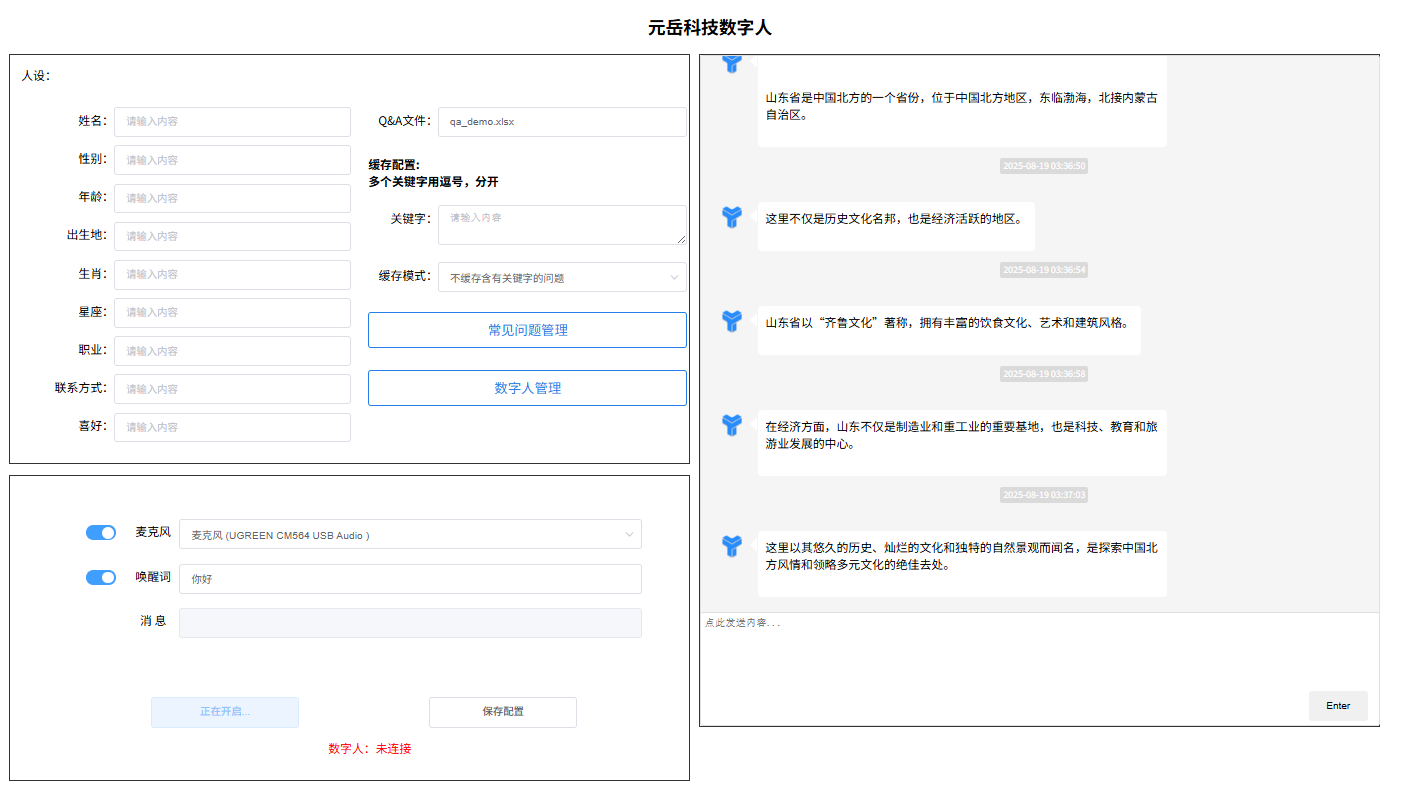 元岳科技数字人
人设：
姓名： 请输入内容
性别： 请输入内容
年龄： 请输入内容
出生地： 请输入内容
生肖： 请输入内容
星座： 请输入内容
职业： 请输入内容
联系方式： 请输入内容
喜好： 请输入内容
Q&A文件： qa_demo.xlsx
缓存配置:
多个关键字用逗号，分开
关键字： 请输入内容
缓存模式： 不缓存含有关键字的问题
常见问题管理
数字人管理
麦克风 麦克风 (UGREEN CM564 USB Audio )
唤醒词 你好
消 息
正在开启...
保存配置
数字人：未连接
山东省是中国北方的一个省份，位于中国北方地区，东临渤海，北接内蒙古
自治区。
2025-08-19 03:36:50
这里不仅是历史文化名邦，也是经济活跃的地区。
2025-08-19 03:36:54
山东省以“齐鲁文化”著称，拥有丰富的饮食文化、艺术和建筑风格。
2025-08-19 03:36:58
在经济方面，山东不仅是制造业和重工业的重要基地，也是科技、教育和旅
游业发展的中心。
2025-08-19 03:37:03
这里以其悠久的历史、灿烂的文化和独特的自然景观而闻名，是探索中国北
方风情和领略多元文化的绝佳去处。
点此发送内容...
Enter